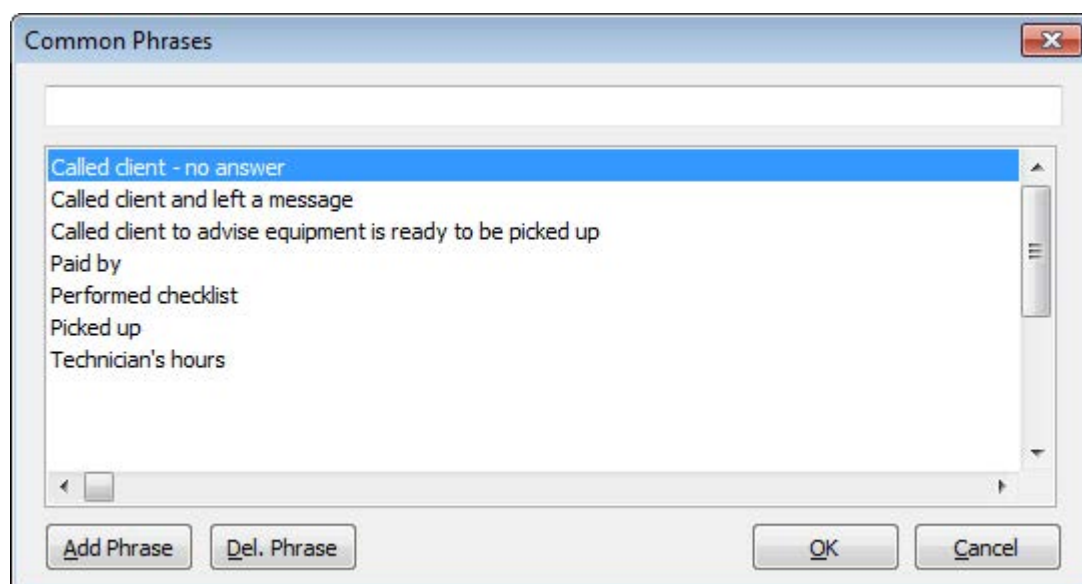 Common Phrases
Called client - no answer
Called client and left a message
Called client to advise equipment is ready to be picked up
Paid by
Performed checklist
Picked up
Technician's hours
Add Phrase Del. Phrase OK Cancel